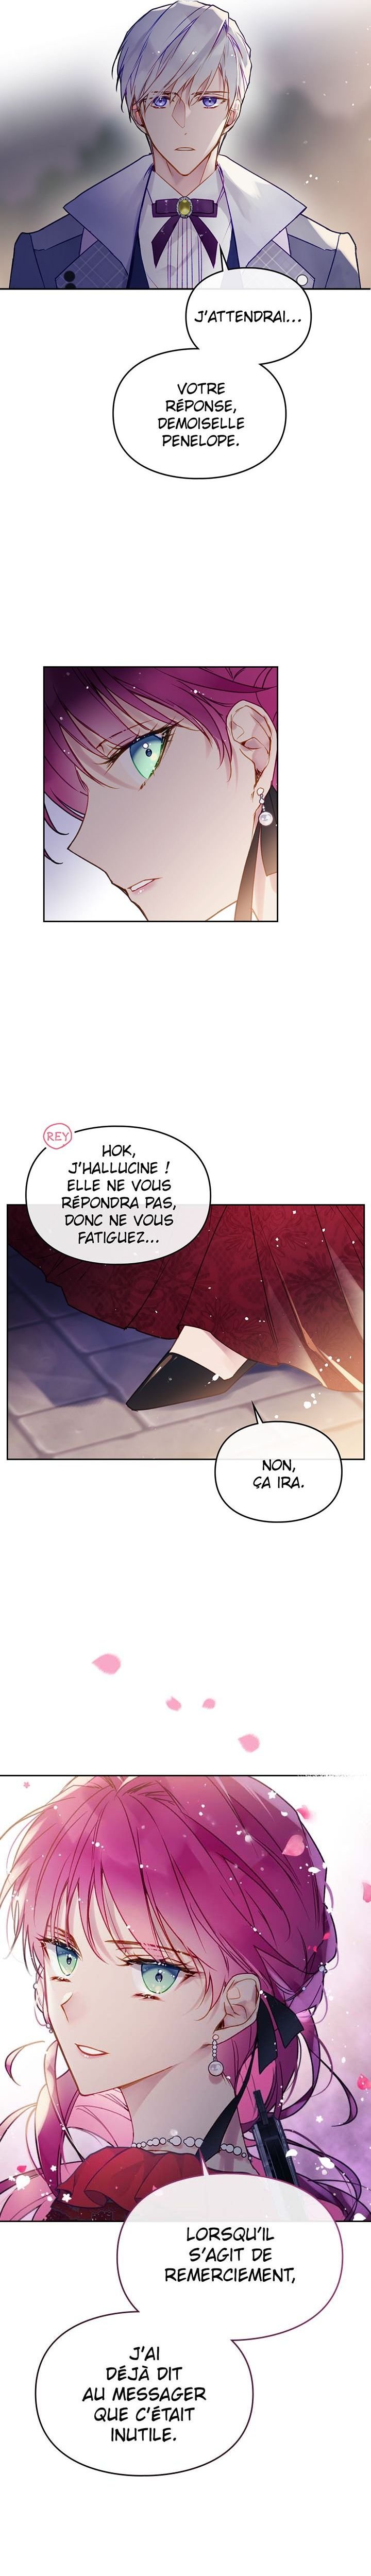 J'ATTENDRAI...
VOTRE
RÉPONSE,
DEMOISELLE
PENELOPE.
REY
HOK,
J'HALLUCINE !
ELLE NE VOUS
RÉPONDRA PAS,
DONC NE VOUS
FATIGUEZ...
NON,
ÇA IRA.
LORSQU'IL
S'AGIT DE
REMERCIEMENT,
J'AI
DÉJÀ DIT
AU MESSAGER
QUE C'ÉTAIT
INUTILE.